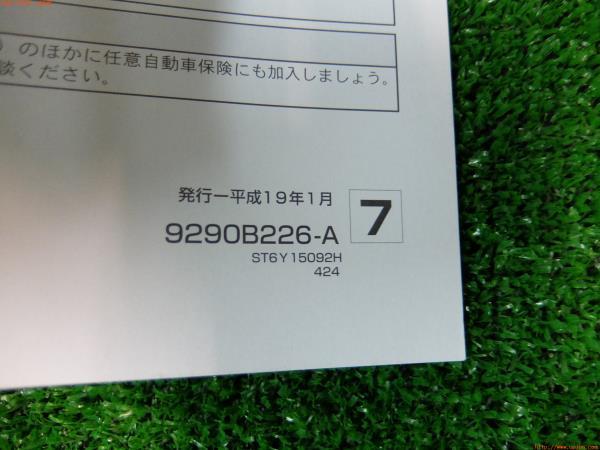 ）のほかに任意自動車保険にも加入しましょう。
談ください。
発行ー平成19年1月
7
9290B226-A
ST6Y15092H
424